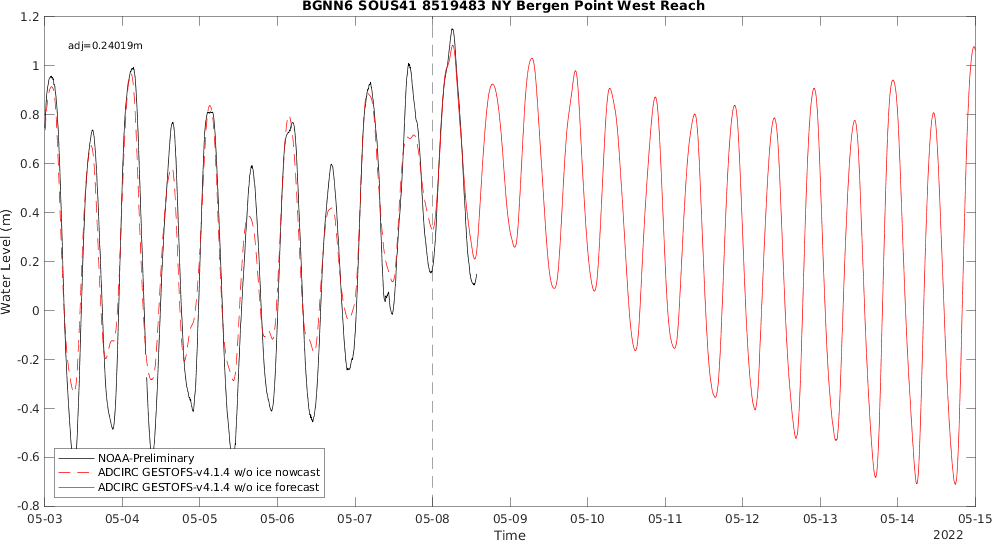 BGNN6 SOUS41 8519483 NY Bergen Point West Reach
adj=0.24019m
1.2
1
0.8
0.6
0.4
0.2
0
-0.2
-0.4
-0.6
-0.8
Water Level (m)
NOAA-Preliminary
ADCIRC GESTOFS-v4.1.4 w/o ice nowcast
ADCIRC GESTOFS-v4.1.4 w/o ice forecast
05-03 05-04 05-05 05-06 05-07 05-08 05-09 05-10 05-11 05-12 05-13 05-14 05-15
Time
2022